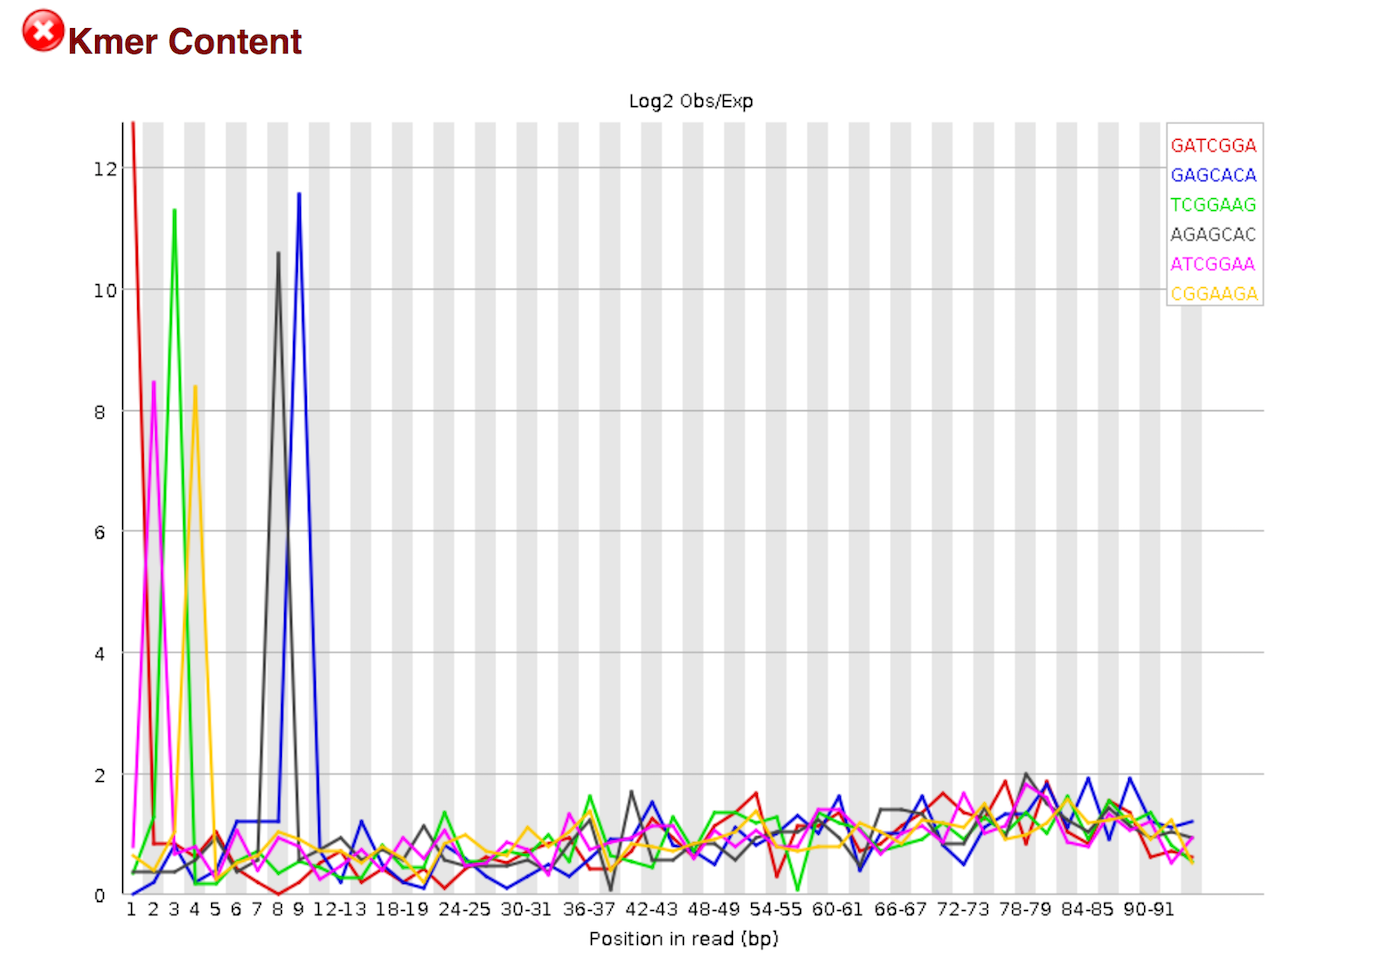 Kmer Content
Log2 Obs/Exp
12
10
8
6
4
2
0
GATCGGA
GAGCACA
TCGGAAG
AGAGCAC
ATCGGAA
CGGAAGA
1 2 3 4 5 6 7 8 9 12-13 18-19 24-25 30-31 36-37 42-43 48-49 54-55 60-61 66-67 72-73 78-79 84-85 90-91
Position in read (bp)